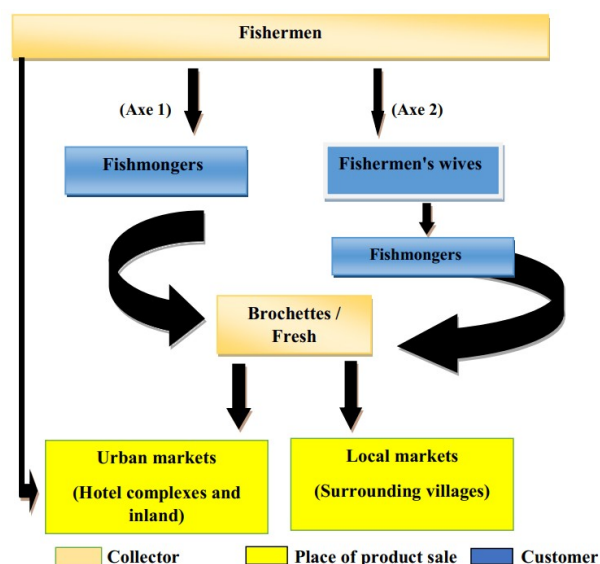 Fishermen
(Axe 1)
(Axe 2)
Fishmongers
Fishermen's wives
Fishmongers
Brochettes /
Fresh
Urban markets
(Hotel complexes and
inland)
Local markets
(Surrounding villages)
Collector
Place of product sale
Customer